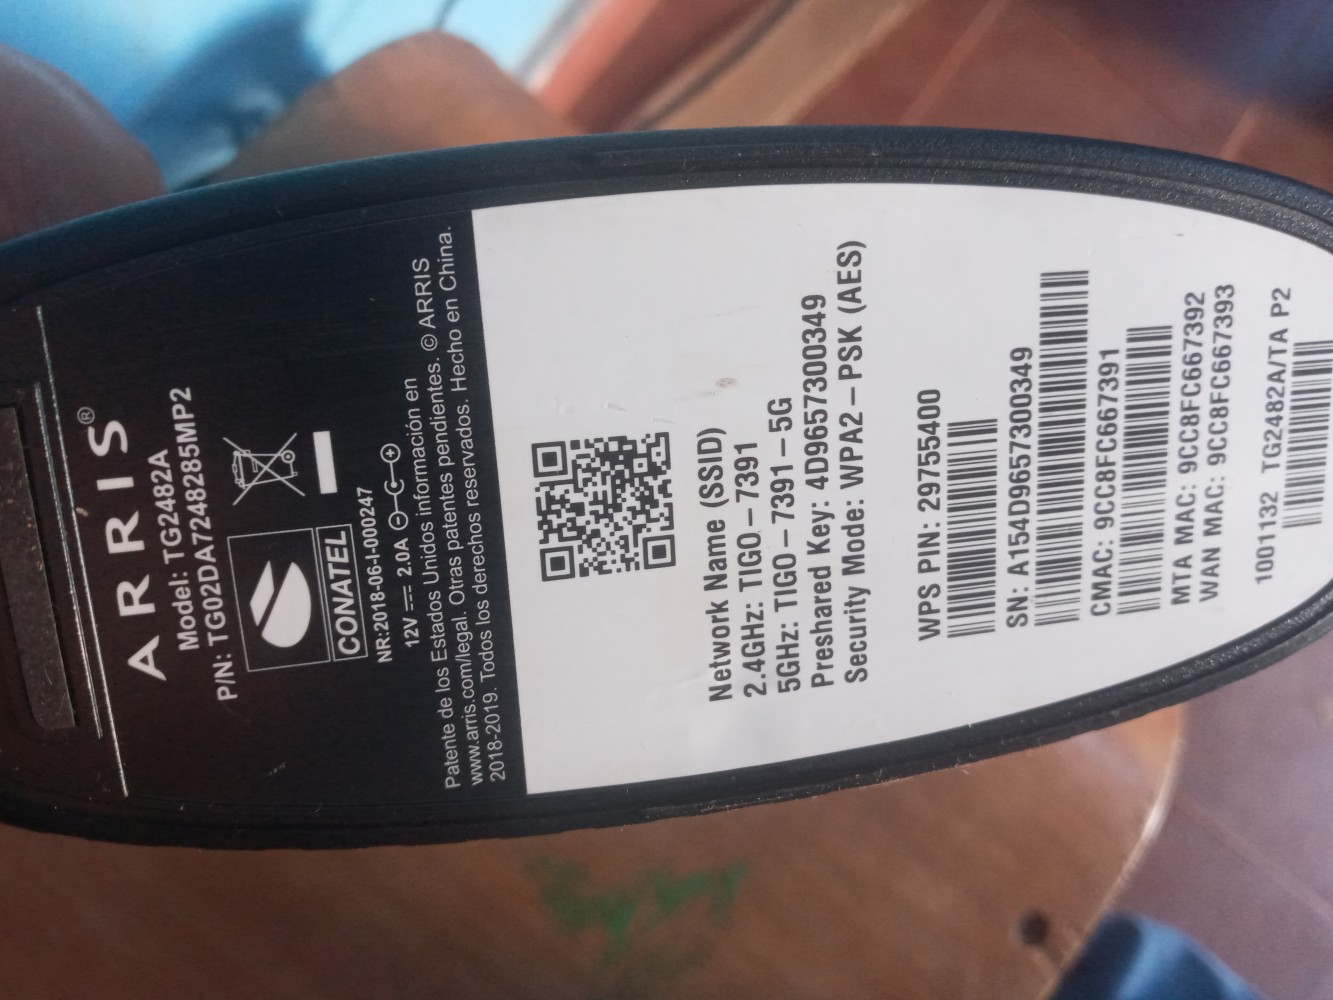 ARRIS®
Model: TG2482A
P/N: TG02DA7248285MP2
CONATEL
NR:2018-06-I-000247
12V 2.0A
Patente de los Estados Unidos información en
www.arris.com/legal. Otras patentes pendientes. © ARRIS
2018-2019. Todos los derechos reservados. Hecho en China.
Network Name (SSID)
2.4GHz: TIGO-7391
5GHz: TIGO-7391-5G
Preshared Key: 4D9657300349
Security Mode: WPA2-PSK (AES)
WPS PIN: 29755400
SN: A154D9657300349
CMAC: 9CC8FC667391
MTA MAC: 9CC8FC667392
WAN MAC: 9CC8FC667393
1001132 TG2482A/TA P2